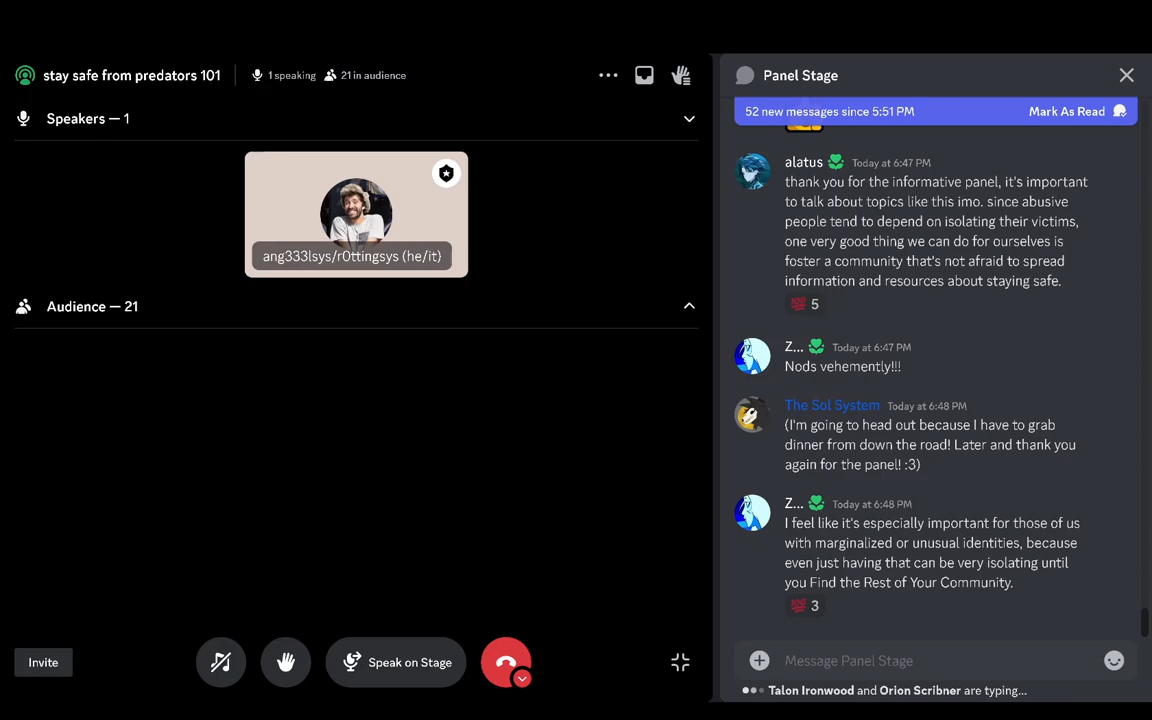 stay safe from predators 101
1 speaking
21 in audience
Speakers — 1
ang333lsys/r0ttingsys (he/it)
Audience — 21
Invite
Speak on Stage
Panel Stage
52 new messages since 5:51 PM
Mark As Read
alatus Today at 6:47 PM
thank you for the informative panel, it's important
to talk about topics like this imo. since abusive
people tend to depend on isolating their victims,
one very good thing we can do for ourselves is
foster a community that's not afraid to spread
information and resources about staying safe.
💯 5
Z... Today at 6:47 PM
Nods vehemently!!!
The Sol System Today at 6:48 PM
(I'm going to head out because I have to grab
dinner from down the road! Later and thank you
again for the panel! :3)
Z... Today at 6:48 PM
I feel like it's especially important for those of us
with marginalized or unusual identities, because
even just having that can be very isolating until
you Find the Rest of Your Community.
💯 3
Message Panel Stage
Talon Ironwood and Orion Scribner are typing...